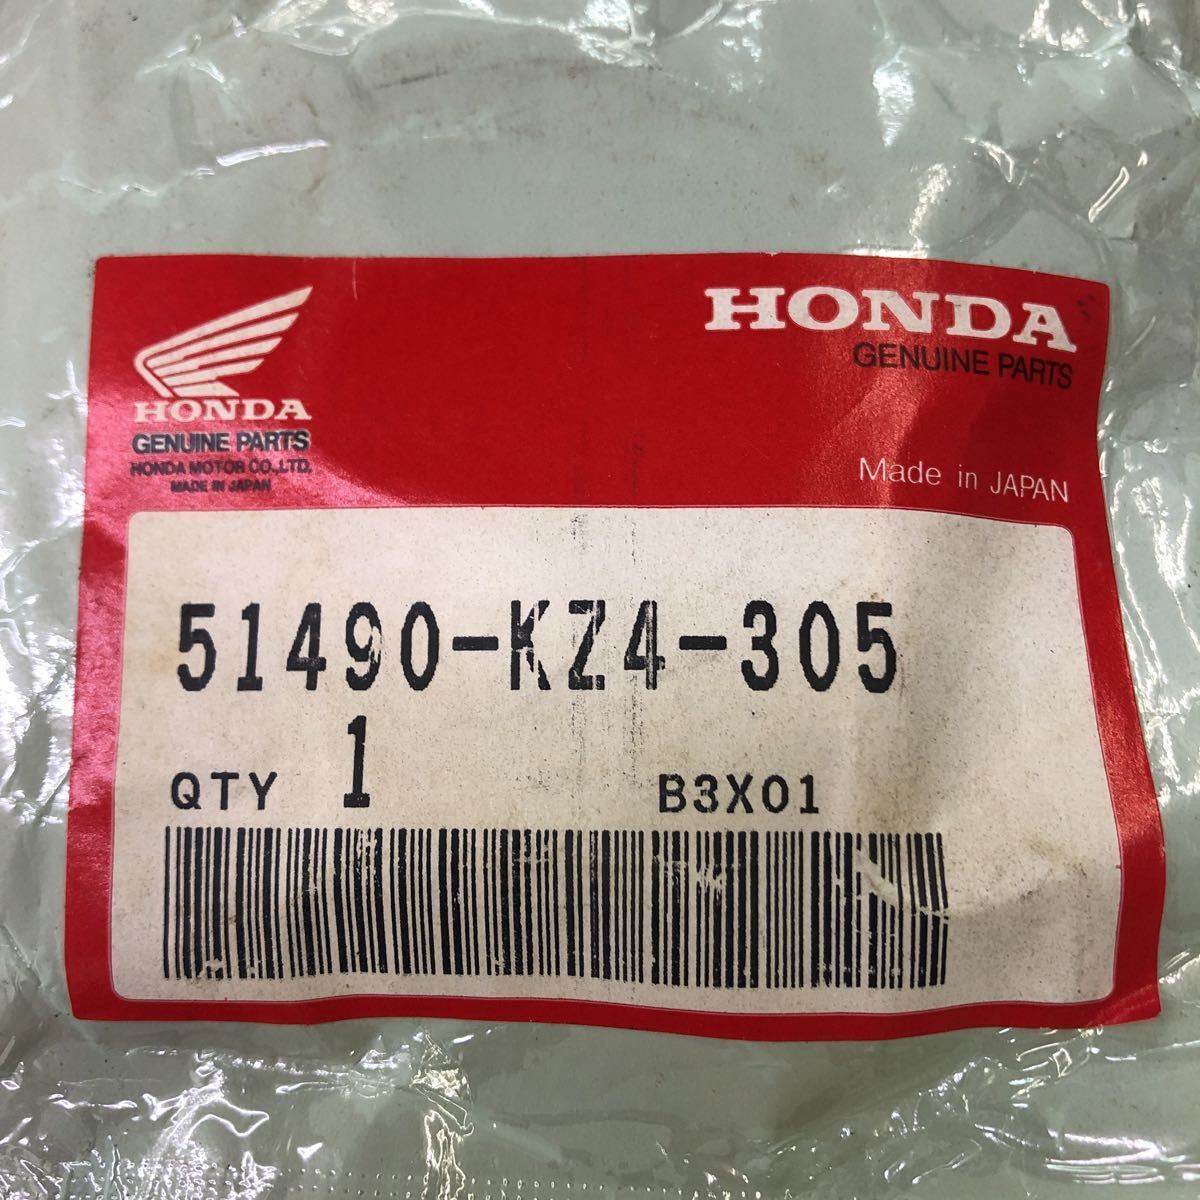 HONDA
GENUINE PARTS
HONDA MOTOR CO.,LTD.
MADE IN JAPAN
HONDA
GENUINE PARTS
Made in JAPAN
51490-KZ4-305
QTY 1 B3X01